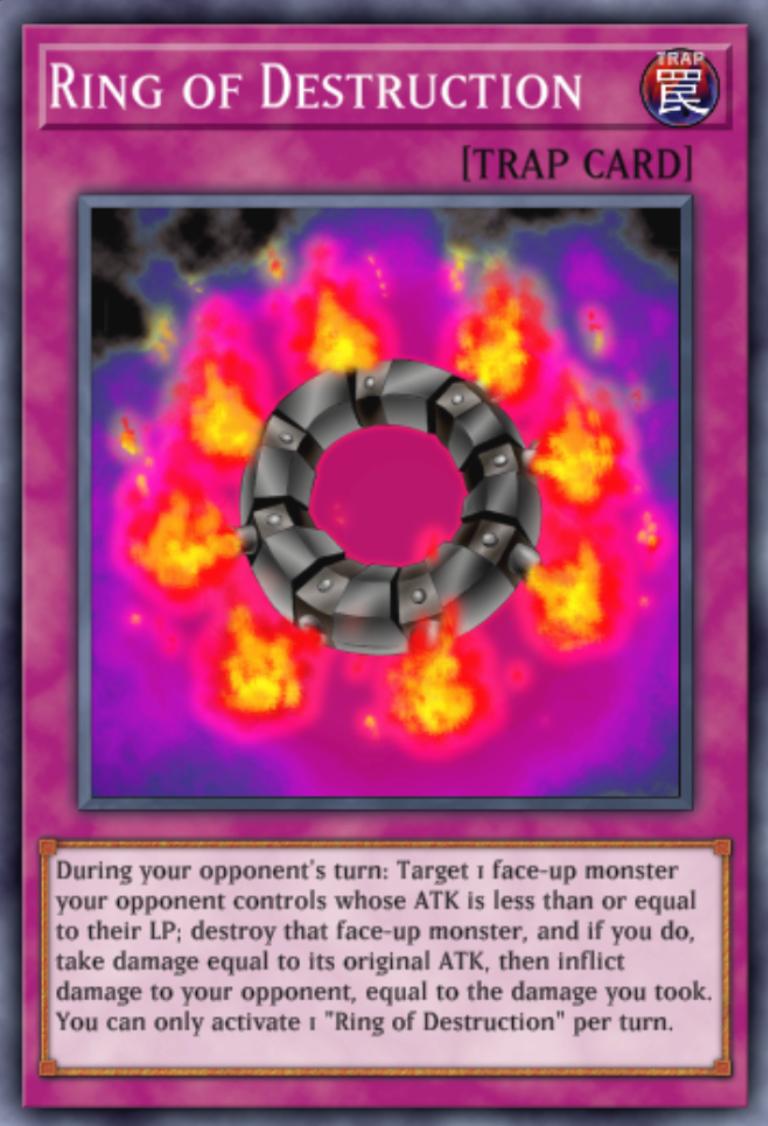 Ring of Destruction
TRAP
罠
[TRAP CARD]
During your opponent's turn: Target 1 face-up monster
your opponent controls whose ATK is less than or equal
to their LP; destroy that face-up monster, and if you do,
take damage equal to its original ATK, then inflict
damage to your opponent, equal to the damage you took.
You can only activate 1 "Ring of Destruction" per turn.